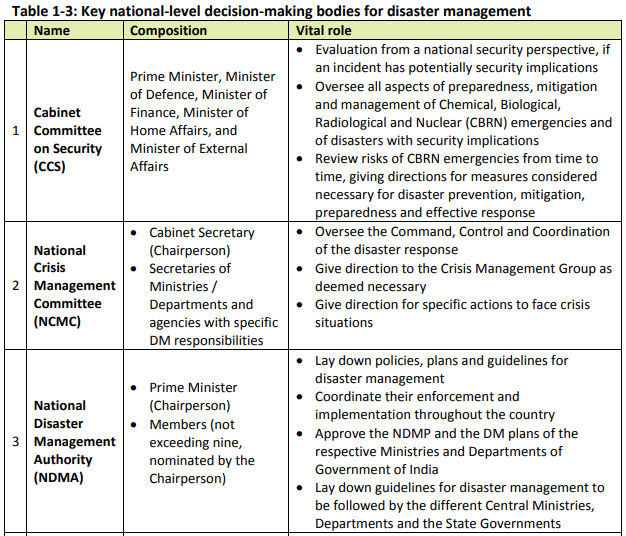 Table 1-3: Key national-level decision-making bodies for disaster management
Name
Composition
Vital role
1
Cabinet
Committee
on Security
(CCS)
Prime Minister, Minister
of Defence, Minister of
Finance, Minister of
Home Affairs, and
Minister of External
Affairs
• Evaluation from a national security perspective, if
an incident has potentially security implications
• Oversee all aspects of preparedness, mitigation
and management of Chemical, Biological,
Radiological and Nuclear (CBRN) emergencies and
of disasters with security implications
• Review risks of CBRN emergencies from time to
time, giving directions for measures considered
necessary for disaster prevention, mitigation,
preparedness and effective response
2
National
Crisis
Management
Committee
(NCMC)
• Cabinet Secretary
(Chairperson)
• Secretaries of
Ministries /
Departments and
agencies with specific
DM responsibilities
• Oversee the Command, Control and Coordination
of the disaster response
• Give direction to the Crisis Management Group as
deemed necessary
• Give direction for specific actions to face crisis
situations
3
National
Disaster
Management
Authority
(NDMA)
• Prime Minister
(Chairperson)
• Members (not
exceeding nine,
nominated by the
Chairperson)
• Lay down policies, plans and guidelines for
disaster management
• Coordinate their enforcement and
implementation throughout the country
• Approve the NDMP and the DM plans of the
respective Ministries and Departments of
Government of India
• Lay down guidelines for disaster management to
be followed by the different Central Ministries,
Departments and the State Governments